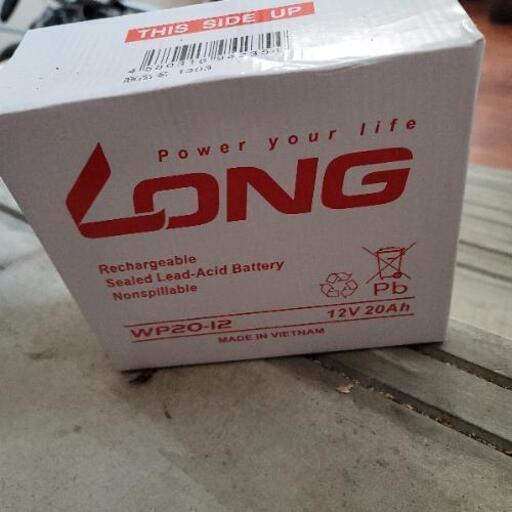 THIS SIDE UP
Power your life
LONG
Rechargeable
Sealed Lead-Acid Battery
Nonspillable
Pb
WP20-12
12V 20Ah
MADE IN VIETNAM